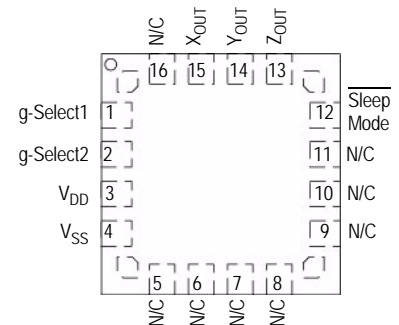 N/C
XOUT
YOUT
ZOUT
16 15 14 13
g-Select1 1
12 Sleep
Mode
g-Select2 2
11 N/C
VDD 3
10 N/C
VSS 4
9 N/C
5 6 7 8
N/C
N/C
N/C
N/C